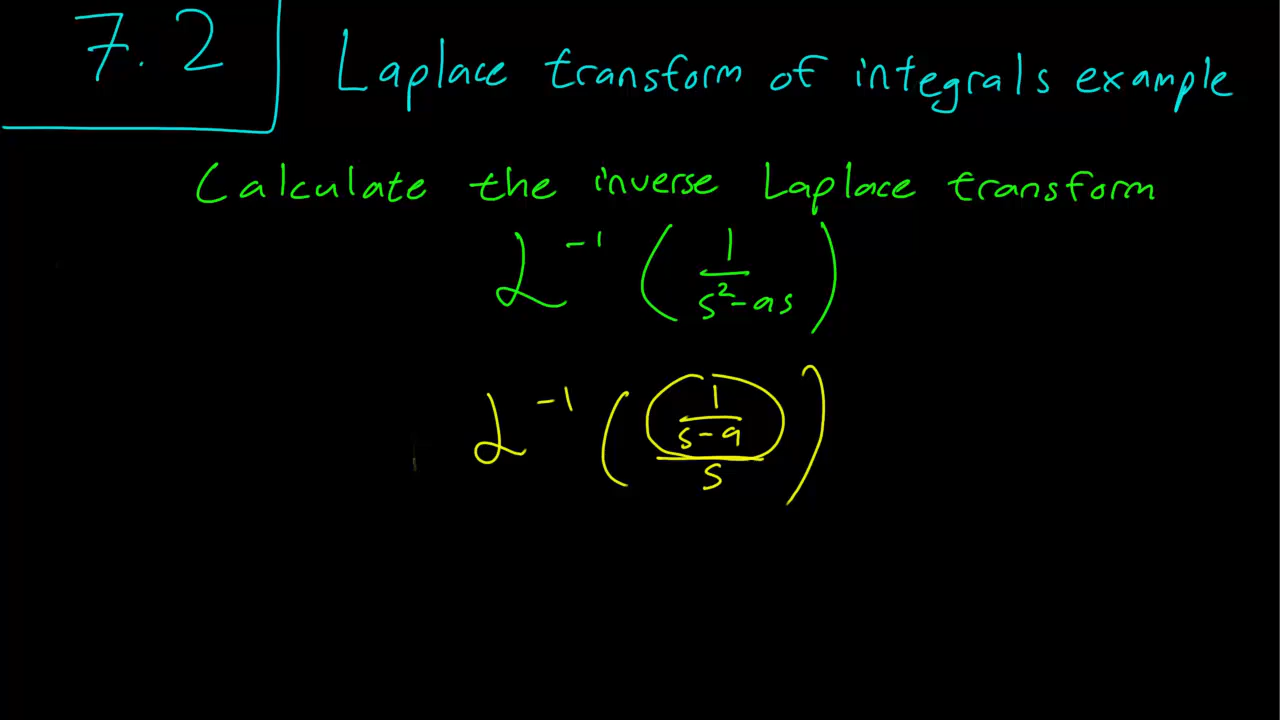 7.2 Laplace transform of integrals example
Calculate the inverse Laplace transform
ℒ⁻¹ ( 1/(s²-as) )
ℒ⁻¹ ( (1/(s-a))/s )